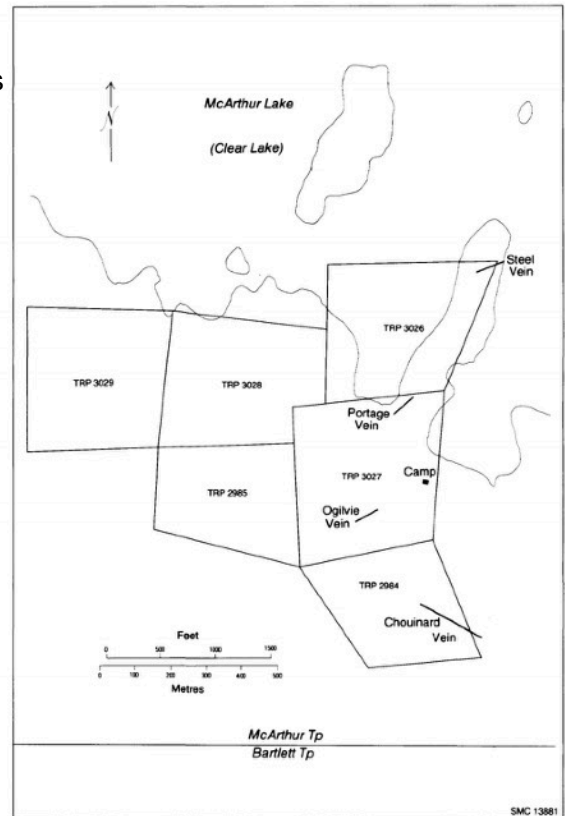 s
N
McArthur Lake
(Clear Lake)
Steel
Vein
TRP 3026
TRP 3029
TRP 3028
Portage
Vein
TRP 3027
Camp
TRP 2985
Ogilvie
Vein
TRP 2984
Chouinard
Vein
Feet
0 500 1000 1500
0 100 200 300 400 500
Metres
McArthur Tp
Bartlett Tp
SMC 13881